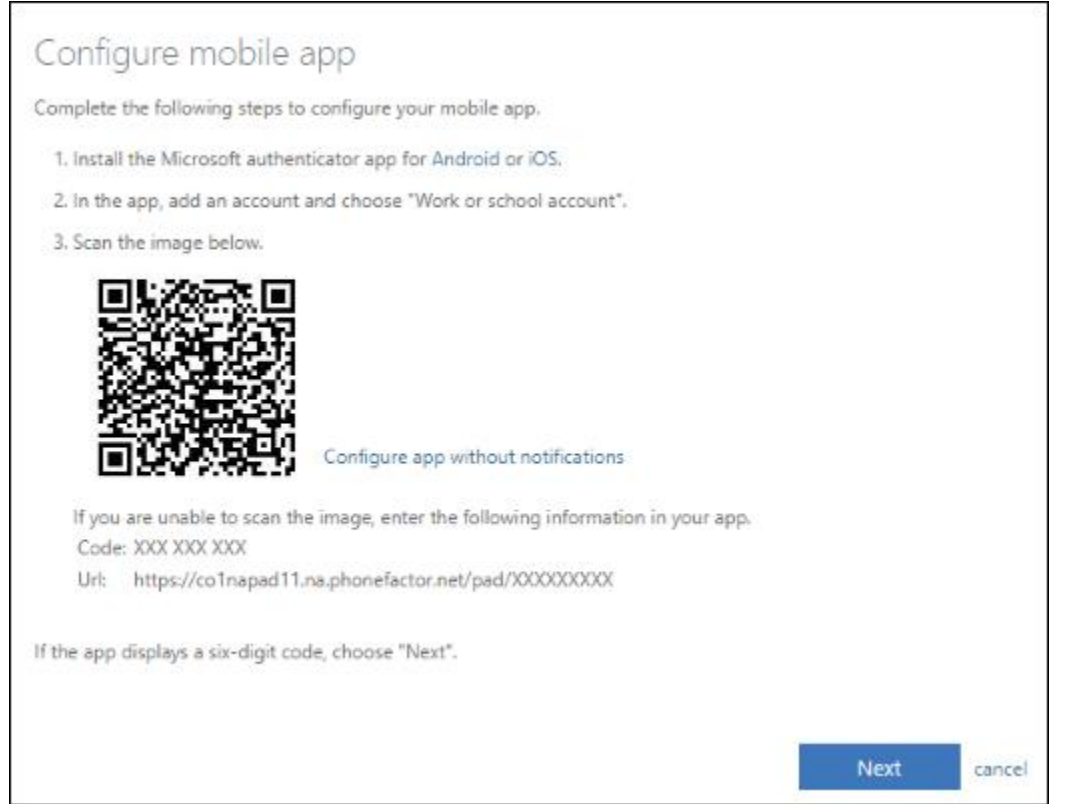 Configure mobile app
Complete the following steps to configure your mobile app.
1. Install the Microsoft authenticator app for Android or iOS.
2. In the app, add an account and choose "Work or school account".
3. Scan the image below.
Configure app without notifications
If you are unable to scan the image, enter the following information in your app.
Code: XXX XXX XXX
Url: https://co1napad11.na.phonefactor.net/pad/XXXXXXXXX
If the app displays a six-digit code, choose "Next".
Next cancel